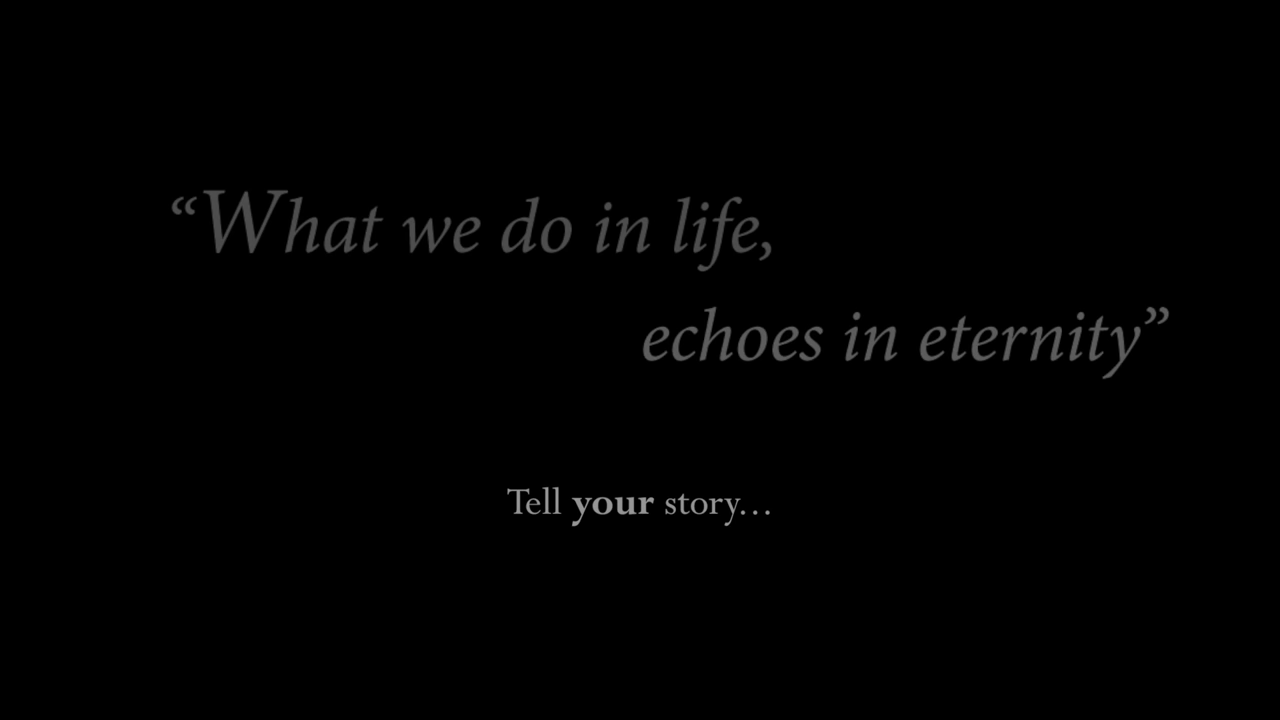 “What we do in life,
echoes in eternity”
Tell your story…